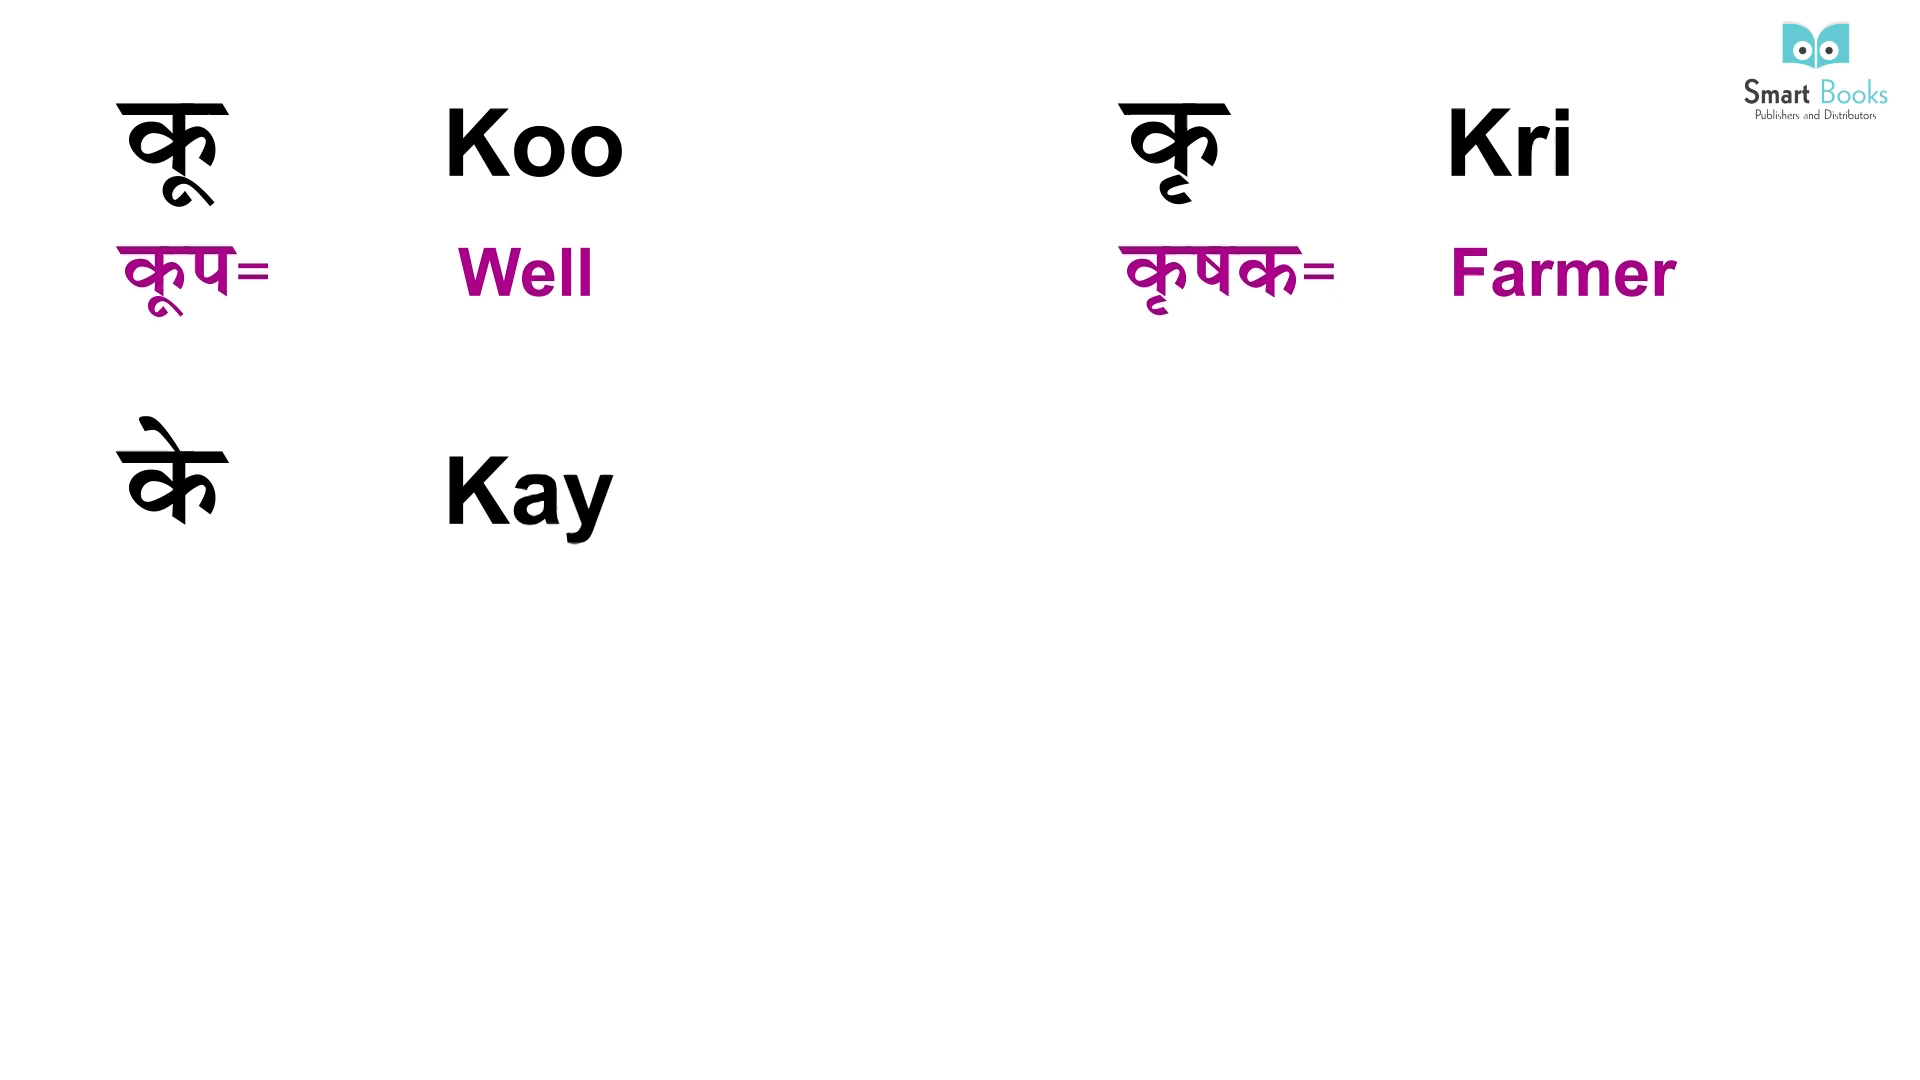 कू Koo
कृ Kri
Smart Books
Publishers and Distributors
कूप= Well
कृषक= Farmer
के Kay